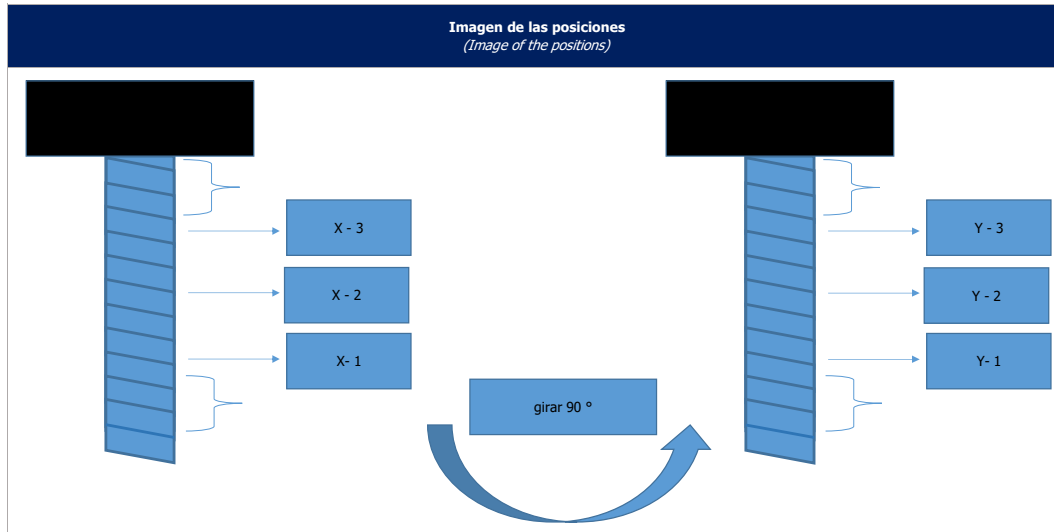 Imagen de las posiciones
(Image of the positions)
X - 3
X - 2
X- 1
girar 90 °
Y - 3
Y - 2
Y- 1